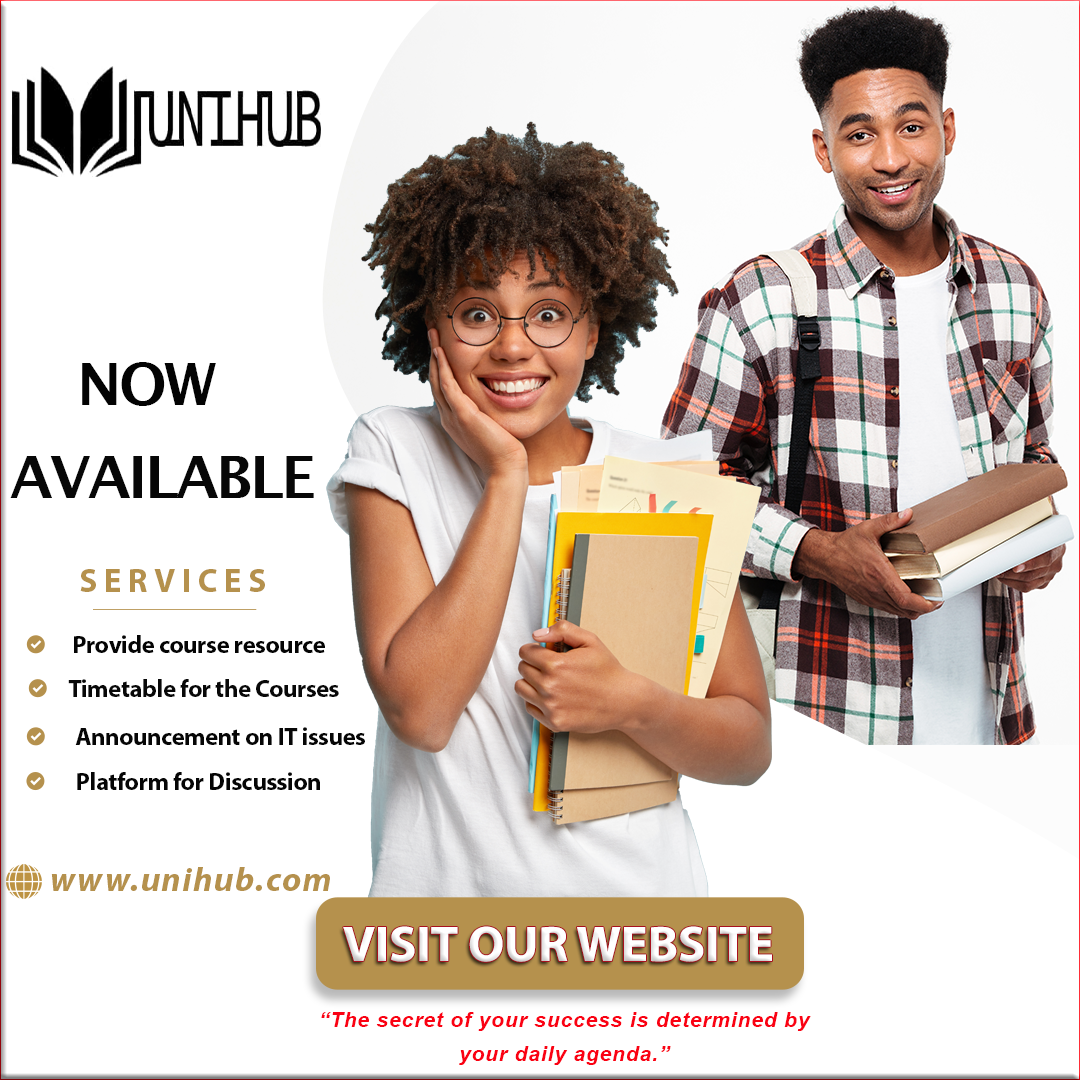 UNIHUB
NOW
AVAILABLE
SERVICES
Provide course resource
Timetable for the Courses
Announcement on IT issues
Platform for Discussion
www.unihub.com
VISIT OUR WEBSITE
“The secret of your success is determined by
your daily agenda.”